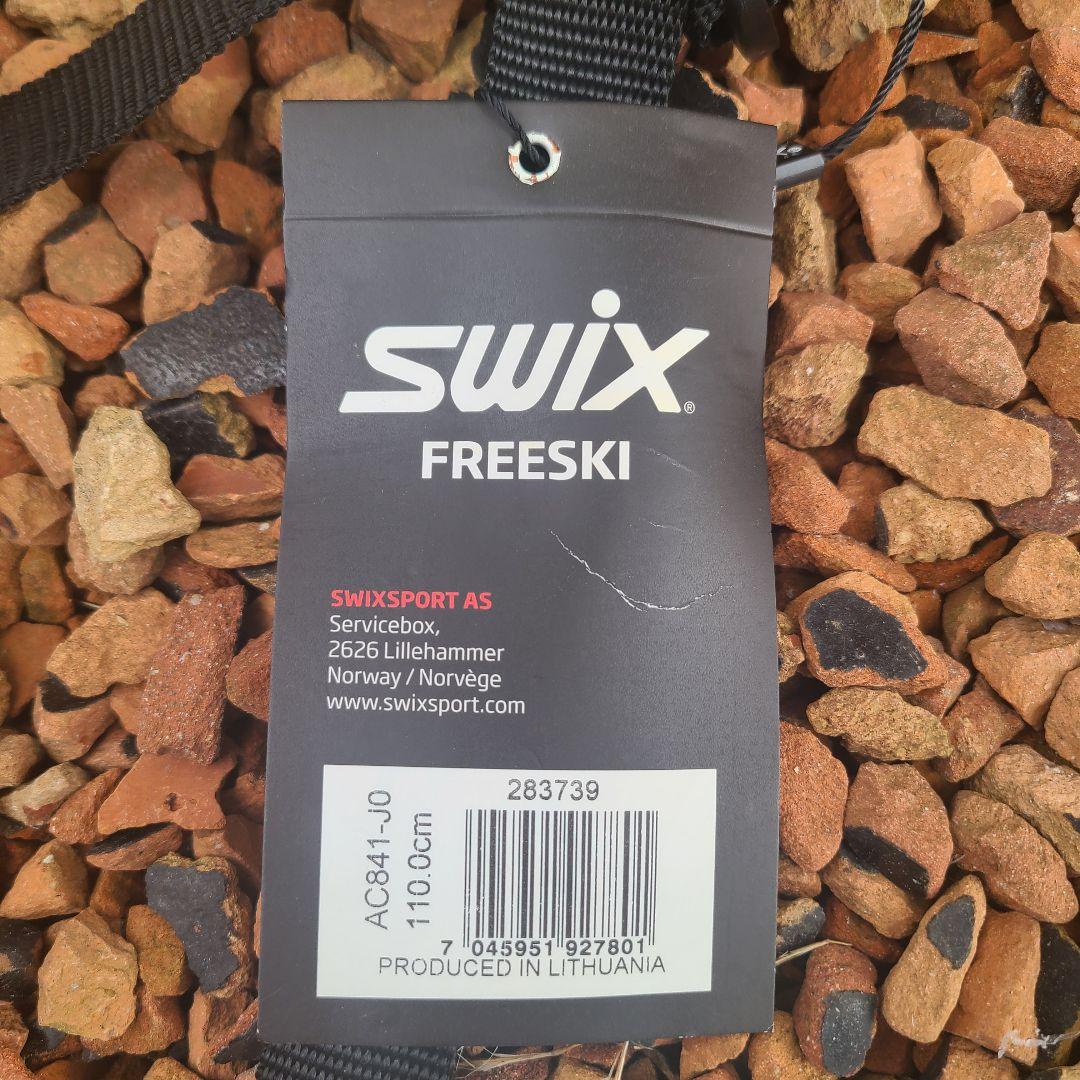 swix®
FREESKI
SWIXSPORT AS
Servicebox,
2626 Lillehammer
Norway / Norvège
www.swixsport.com
283739
AC841-J0
110.0cm
7 045951 927801
PRODUCED IN LITHUANIA